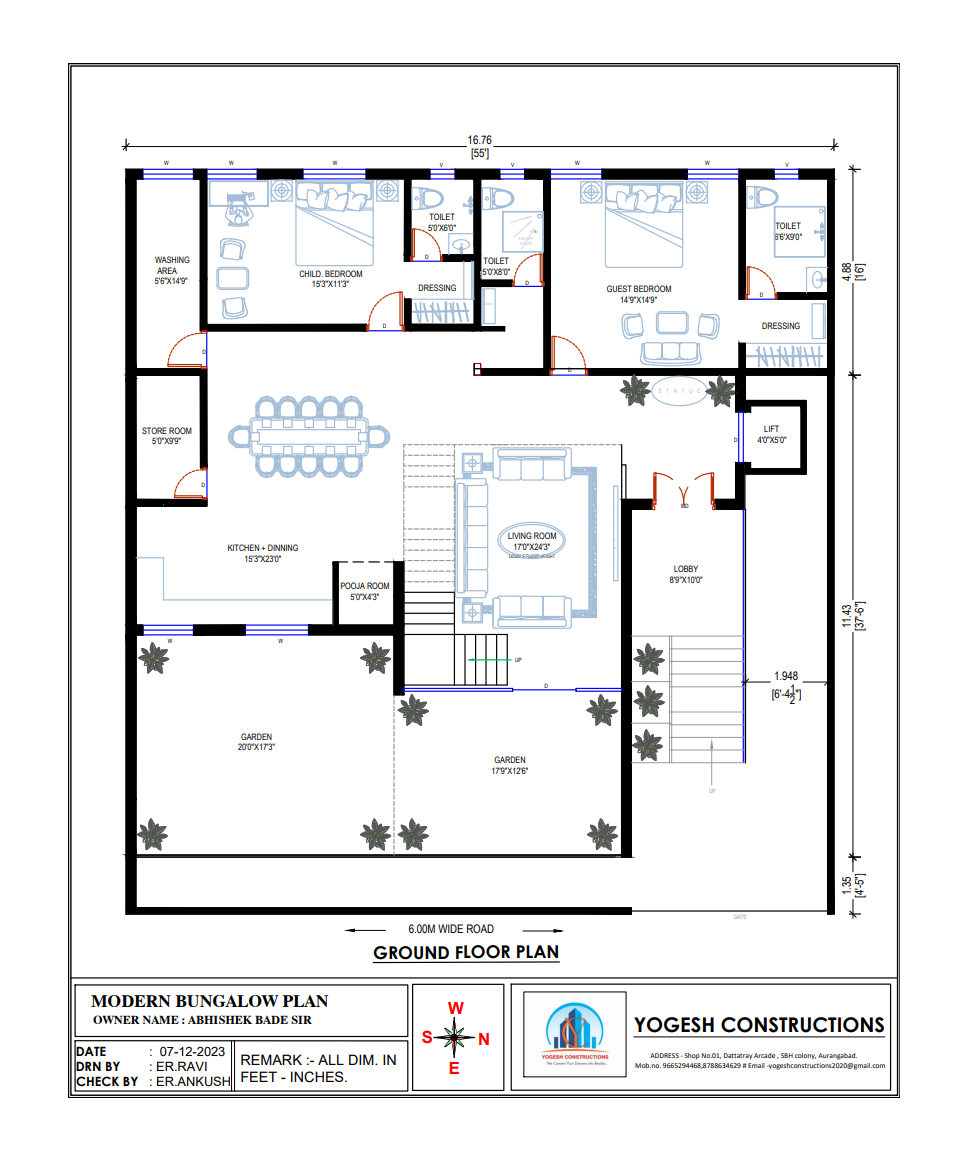 16.76
[55']
W
W
W
V
V
W
W
V
TOILET
5'0"X6'0"
D
TOILET
5'0"X8'0"
D
TOILET
5'6"X9'0"
D
WASHING
AREA
5'6"X14'9"
D
CHILD. BEDROOM
15'3"X11'3"
D
DRESSING
GUEST BEDROOM
14'9"X14'9"
D
DRESSING
4.88
[16']
STATUE
STORE ROOM
5'0"X9'9"
D
LIFT
4'0"X5'0"
D
MD
KITCHEN + DINNING
15'3"X23'0"
LIVING ROOM
17'0"X24'3"
LOBBY
8'9"X10'0"
POOJA ROOM
5'0"X4'3"
11.43
[37'-6"]
W
W
UP
D
1.948
[6'-4 1/2"]
GARDEN
20'0"X17'3"
GARDEN
17'9"X12'6"
UP
1.35
[4'-5"]
GATE
6.00M WIDE ROAD
GROUND FLOOR PLAN
MODERN BUNGALOW PLAN
OWNER NAME : ABHISHEK BADE SIR
DATE : 07-12-2023
DRN BY : ER.RAVI
CHECK BY : ER.ANKUSH
REMARK :- ALL DIM. IN
FEET - INCHES.
W
S N
E
YOGESH CONSTRUCTIONS
We Convert Your Dreams Into Reality...
YOGESH CONSTRUCTIONS
ADDRESS - Shop No.01, Dattatray Arcade , SBH colony, Aurangabad.
Mob.no. 9665294468,8788634629 # Email -yogeshconstructions2020@gmail.com